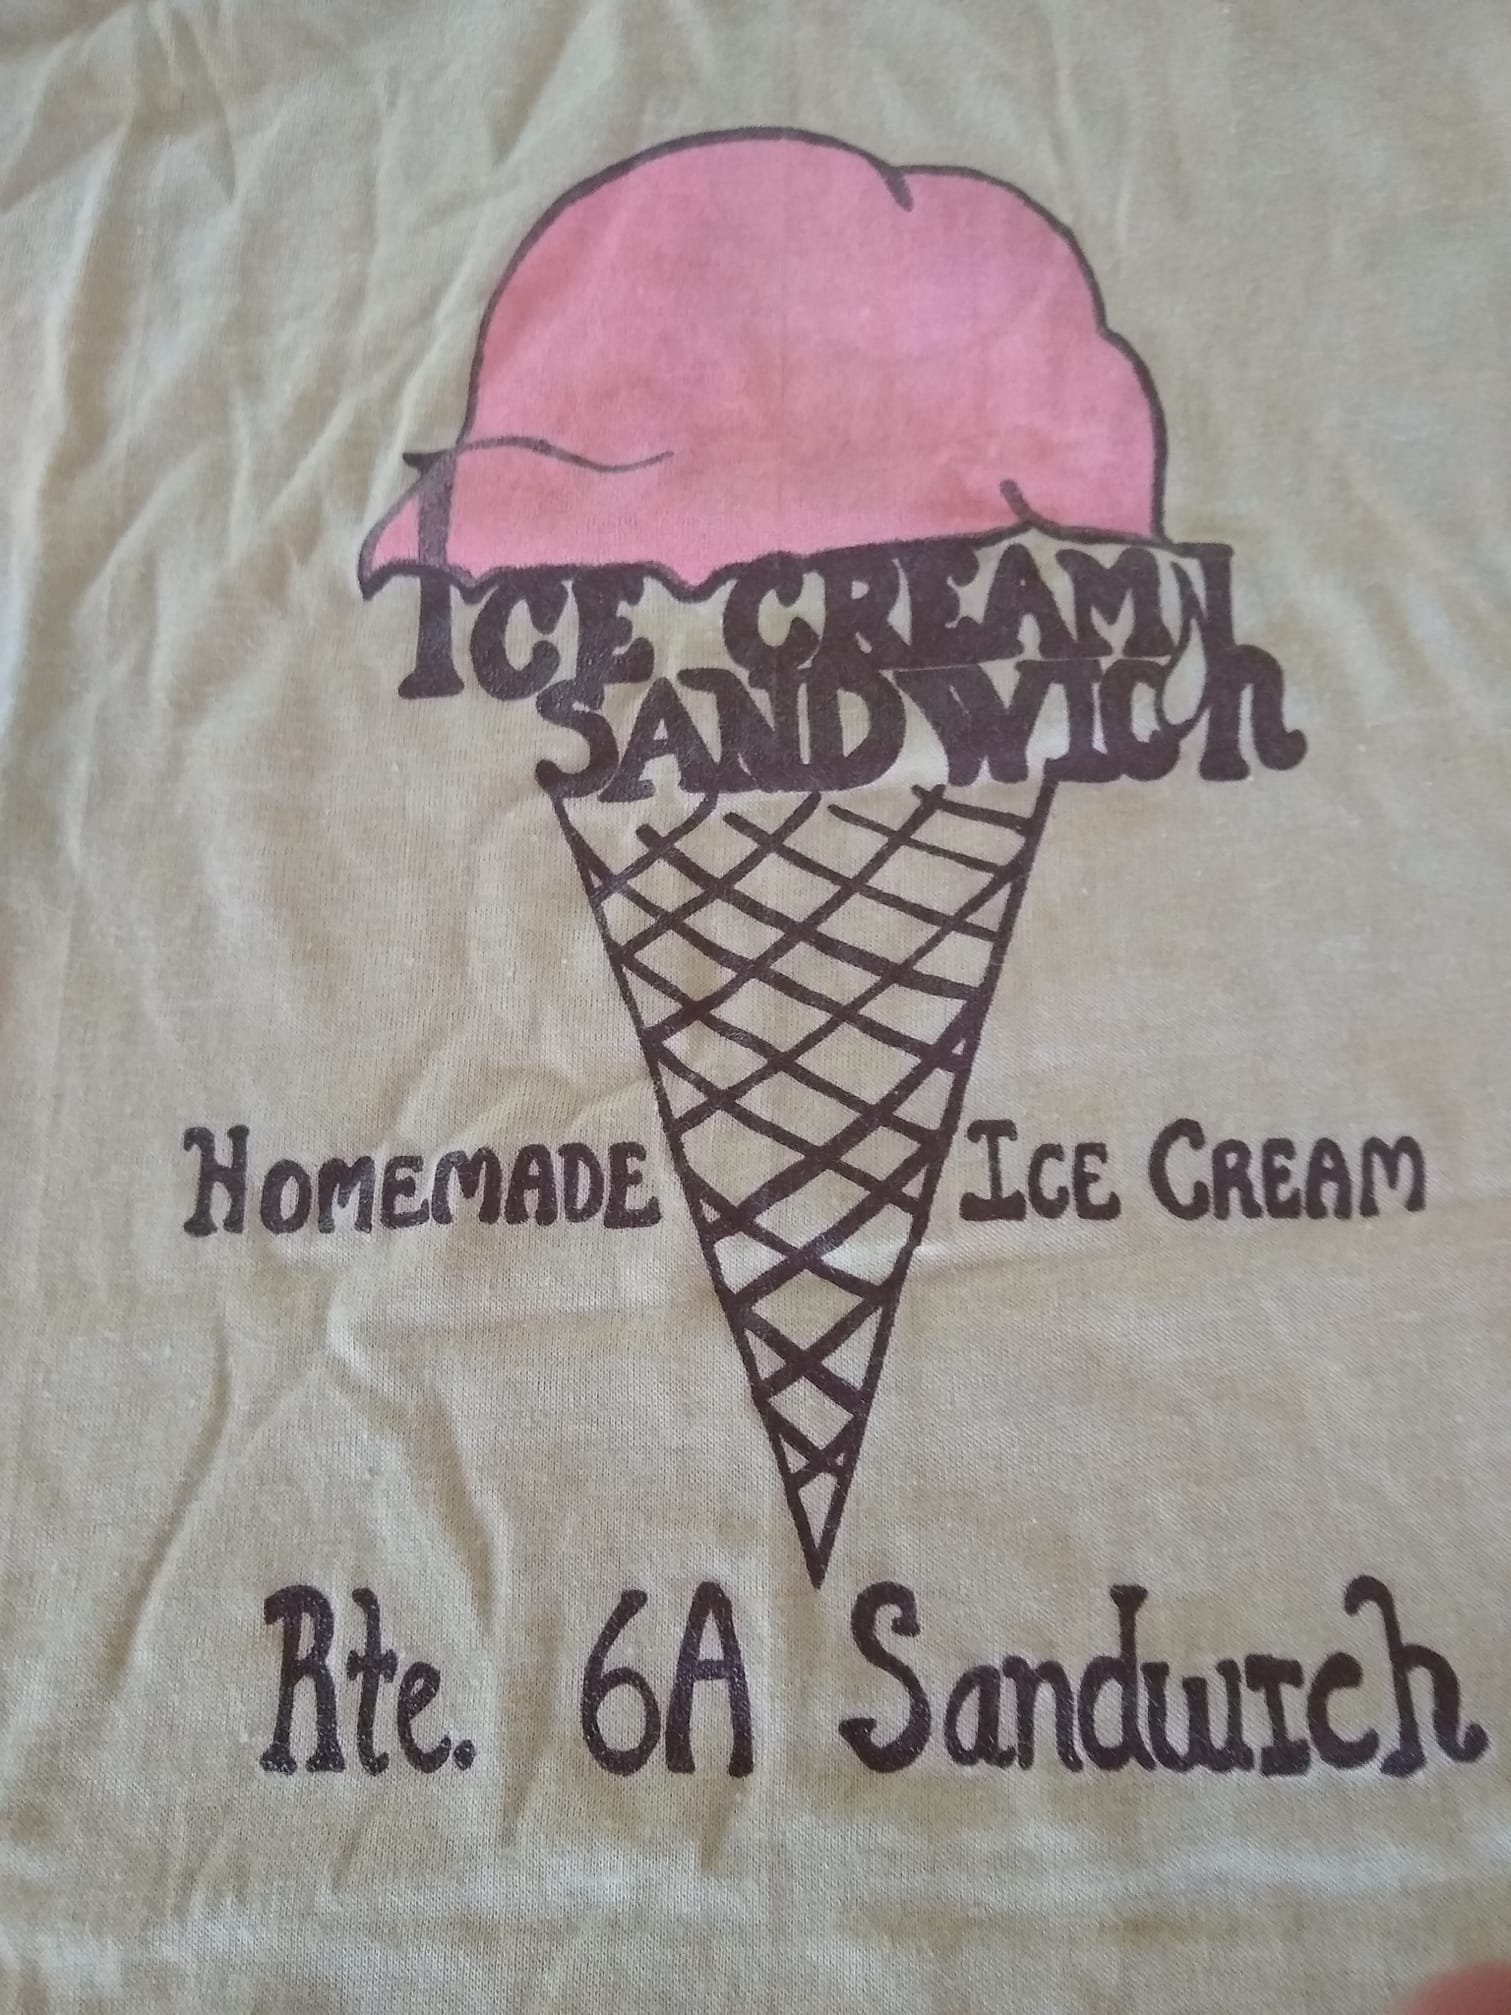 ICE CREAM
SANDWICh
HOMEMADE ICE CREAM
Rte. 6A Sandwich